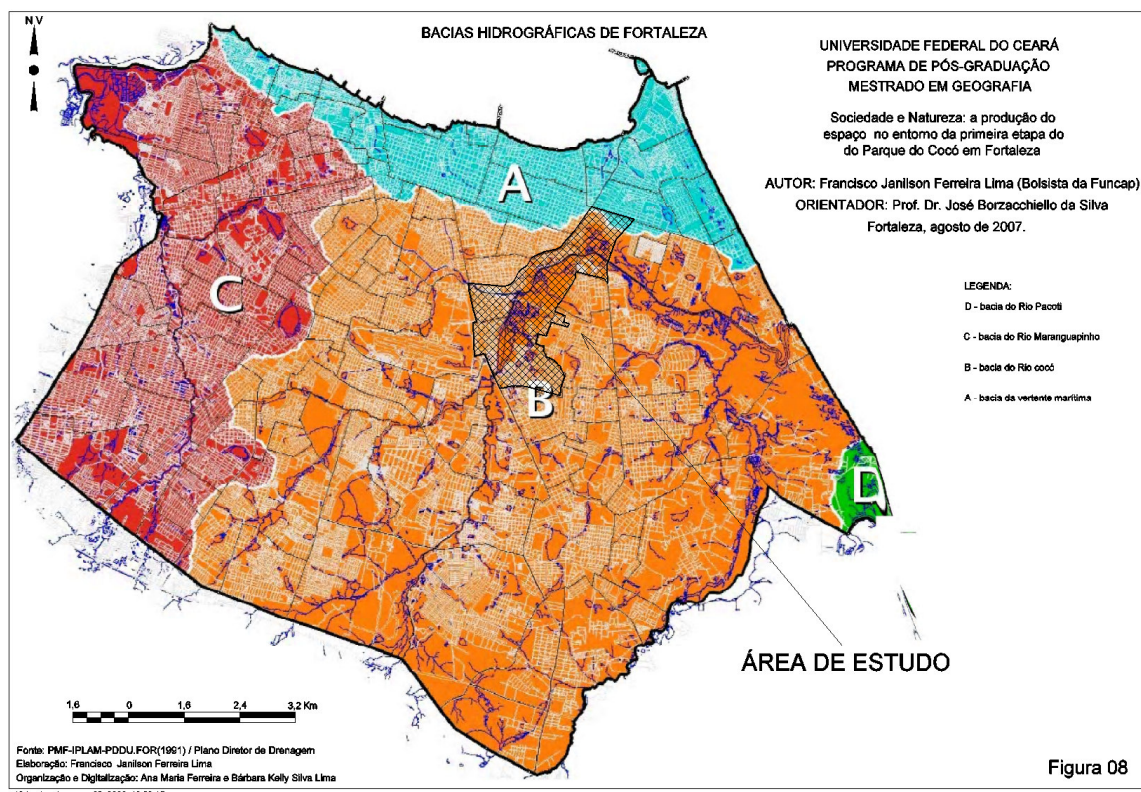 NV
BACIAS HIDROGRÁFICAS DE FORTALEZA
UNIVERSIDADE FEDERAL DO CEARÁ
PROGRAMA DE PÓS-GRADUAÇÃO
MESTRADO EM GEOGRAFIA
Sociedade e Natureza: a produção do
espaço no entorno da primeira etapa do
do Parque do Cocó em Fortaleza
AUTOR: Francisco Janilson Ferreira Lima (Bolsista da Funcap)
ORIENTADOR: Prof. Dr. José Borzacchiello da Silva
Fortaleza, agosto de 2007.
A
C
B
D
LEGENDA:
D - bacia do Rio Pacoti
C - bacia do Rio Maranguapinho
B - bacia do Rio cocó
A - bacia da vertente marítima
ÁREA DE ESTUDO
1,6 0 1,6 2,4 3,2 Km
Fonte: PMF-IPLAM-PDDU.FOR(1991) / Plano Diretor de Drenagem
Elaboração: Francisco Janilson Ferreira Lima
Organização e Digitalização: Ana Maria Ferreira e Bárbara Kelly Silva Lima
Figura 08